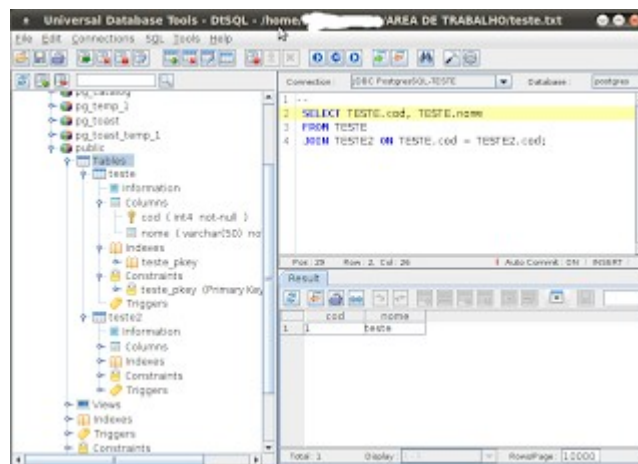 Universal Database Tools - DtSQL - /home/ /AREA DE TRABALHO/teste.txt
File Edit Connections SQL Tools Help
pg_catalog
pg_temp_1
pg_toast
pg_toast_temp_1
public
Tables
teste
Information
Columns
cod ( int4 not-null )
nome ( varchar(50) no
Indexes
teste_pkey
Constraints
teste_pkey (Primary Key
Triggers
teste2
Information
Columns
Indexes
Constraints
Triggers
Views
Indexes
Triggers
Constraints
Connection : JDBC PostgreSQL-TESTE Database : postgres
1 --
2 SELECT TESTE.cod, TESTE.nome
3 FROM TESTE
4 JOIN TESTE2 ON TESTE.cod = TESTE2.cod;
Pos: 29 Row: 2, Col: 26 ! Auto Commit : ON INSERT
Result
cod nome
1 1 teste
Total: 1 Display: RowsPage: 10000